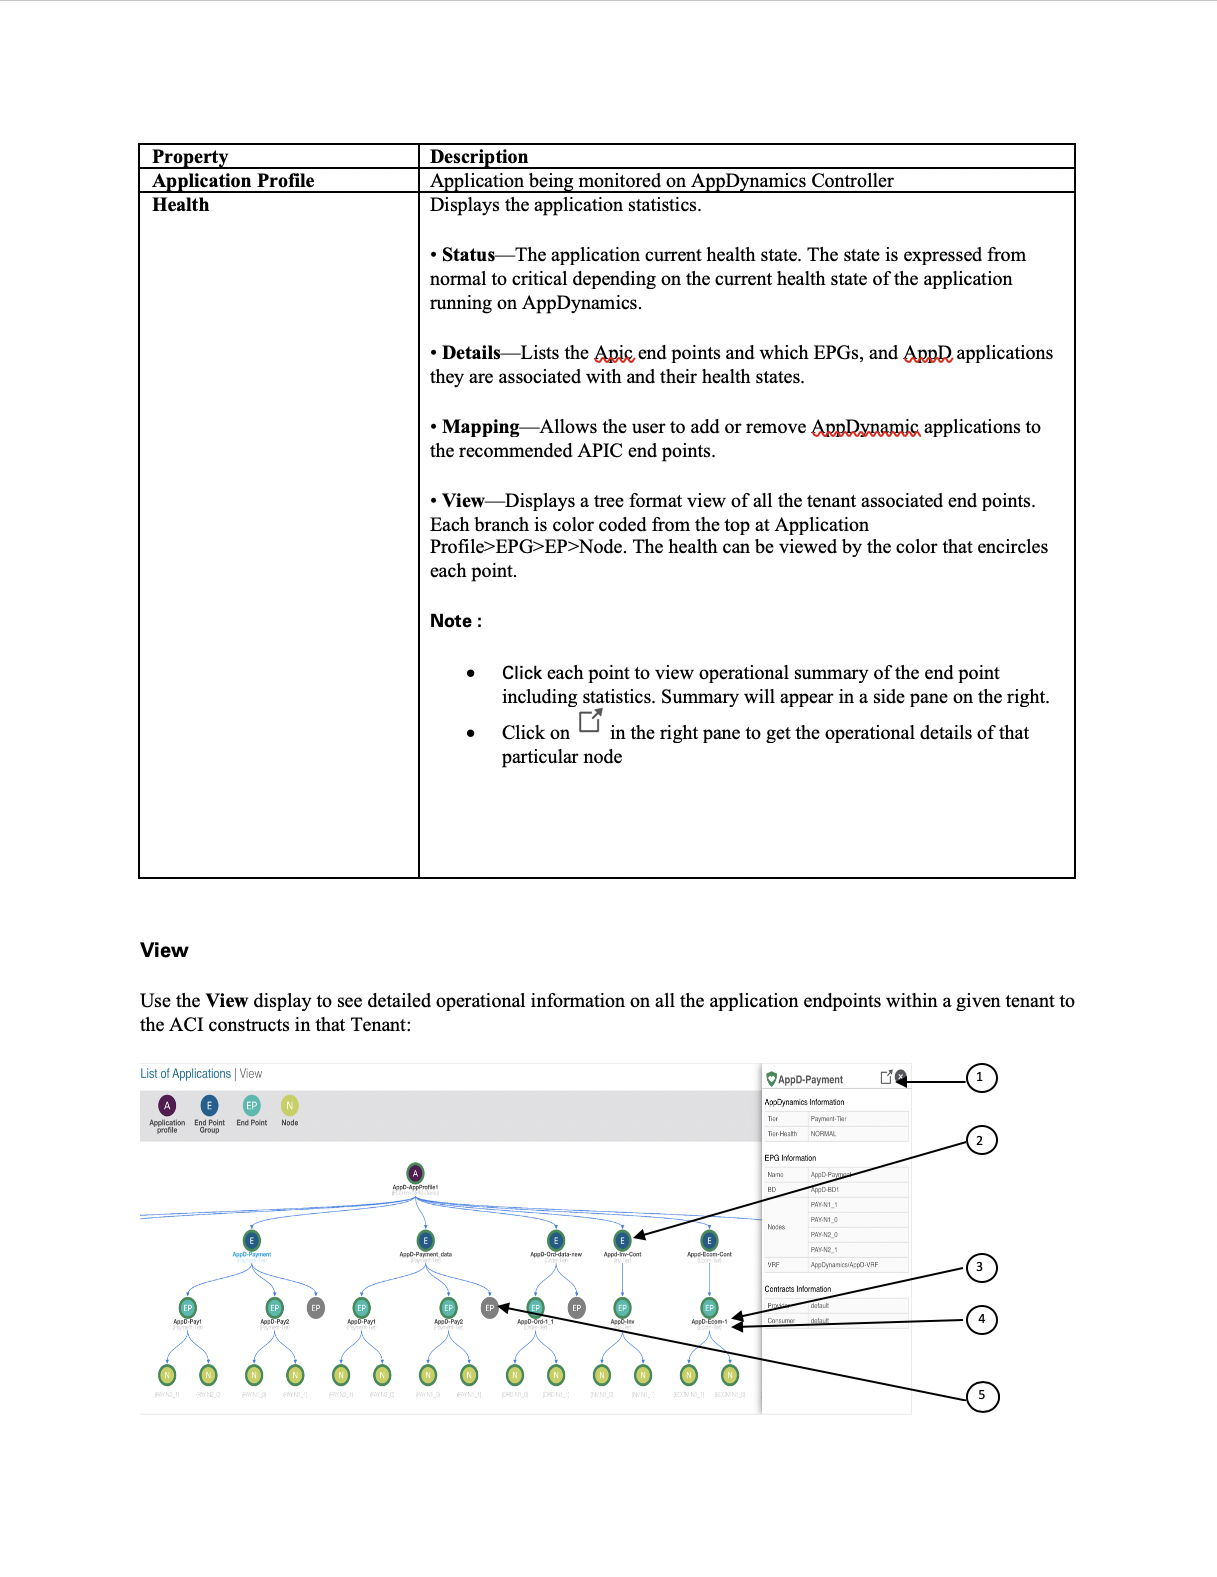 Property Description
Application Profile Application being monitored on AppDynamics Controller
Health Displays the application statistics.
• Status—The application current health state. The state is expressed from
normal to critical depending on the current health state of the application
running on AppDynamics.
• Details—Lists the Apic end points and which EPGs, and AppD applications
they are associated with and their health states.
• Mapping—Allows the user to add or remove AppDynamic applications to
the recommended APIC end points.
• View—Displays a tree format view of all the tenant associated end points.
Each branch is color coded from the top at Application
Profile>EPG>EP>Node. The health can be viewed by the color that encircles
each point.
Note :
• Click each point to view operational summary of the end point
including statistics. Summary will appear in a side pane on the right.
• Click on in the right pane to get the operational details of that
particular node
View
Use the View display to see detailed operational information on all the application endpoints within a given tenant to
the ACI constructs in that Tenant:
List of Applications | View
A E EP N
Application profile End Point Group End Point Node
A
AppD-AppProfile1
E E E E E
AppD-Payment AppD-Payment_data AppD-Ord-data-new Appd-Inv-Cont Appd-Ecom-Cont
EP EP EP EP EP EP EP EP EP EP
AppD-Pay1 AppD-Pay2 AppD-Pay1 AppD-Pay2 AppD-Ord-1_1 AppD-Inv AppD-Ecom-1
N N N N N N N N N N N N N N
AppD-Payment
AppDynamics Information
Tier Payment-Tier
Tier-Health NORMAL
EPG Information
Name AppD-Payment
BD AppD-BD1
Nodes
PAY-N1_1
PAY-N1_0
PAY-N2_0
PAY-N2_1
VRF AppDynamics/AppD-VRF
Contracts Information
Provider default
Consumer default
1
2
3
4
5